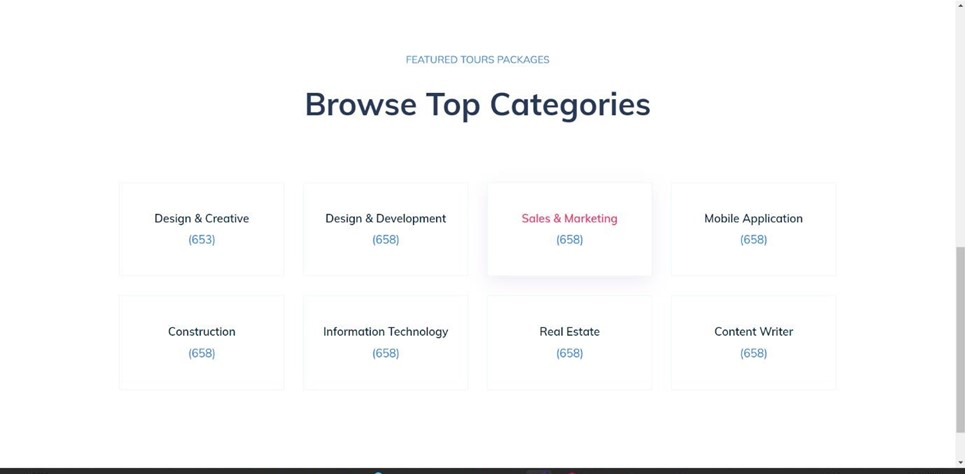 FEATURED TOURS PACKAGES
Browse Top Categories
Design & Creative
(653)
Design & Development
(658)
Sales & Marketing
(658)
Mobile Application
(658)
Construction
(658)
Information Technology
(658)
Real Estate
(658)
Content Writer
(658)